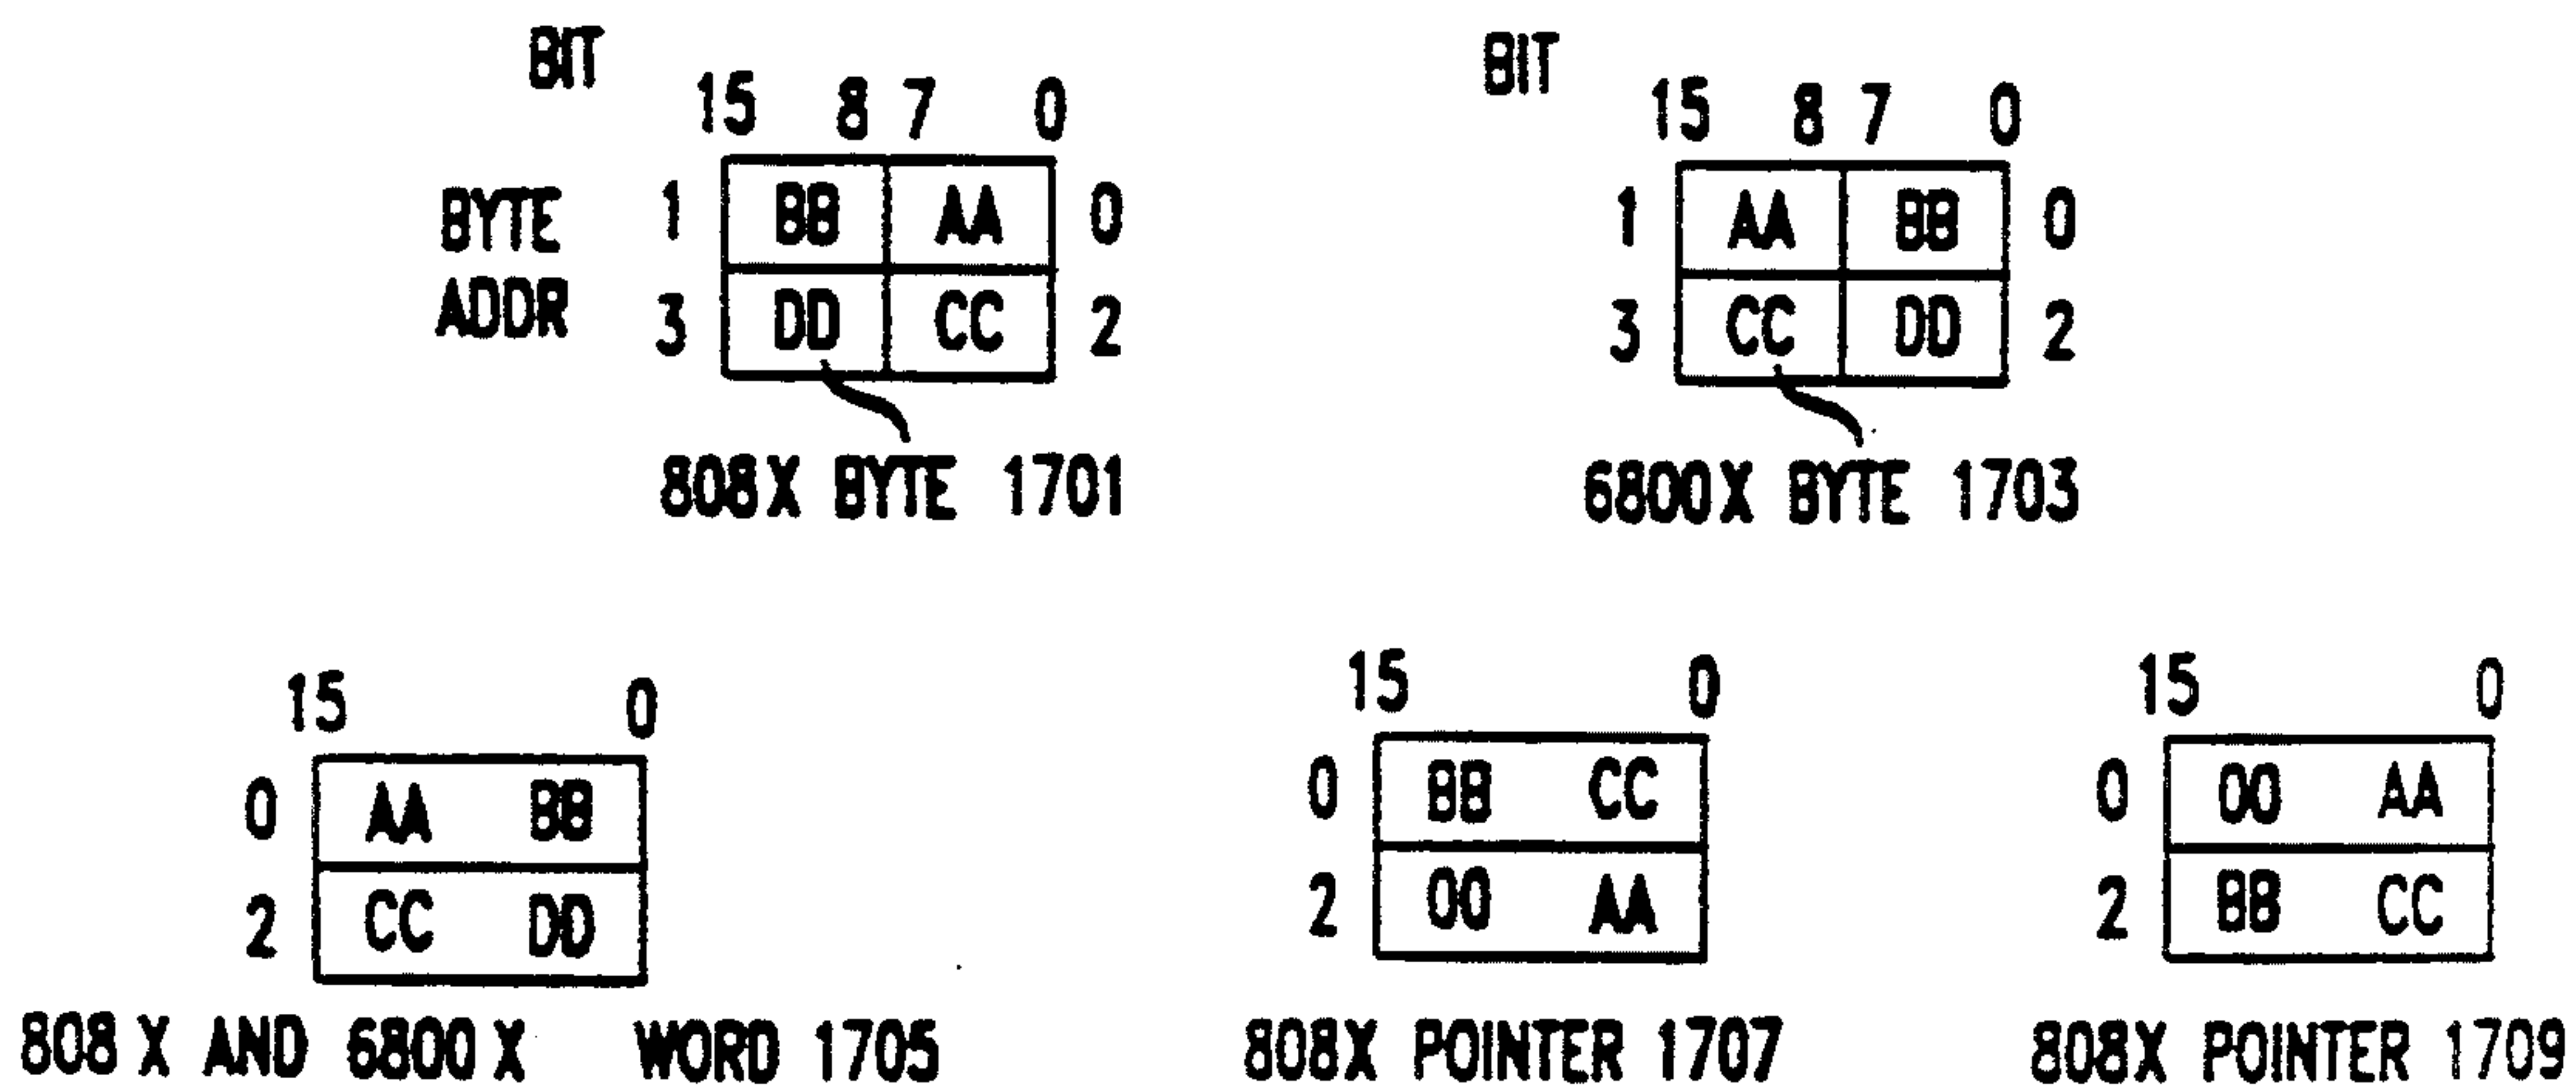 BIT
15 8 7 0
BYTE ADDR
1 BB AA 0
3 DD CC 2
808X BYTE 1701
BIT
15 8 7 0
1 AA BB 0
3 CC DD 2
6800X BYTE 1703
15 0
0 AA BB
2 CC DD
808X AND 6800X WORD 1705
15 0
0 BB CC
2 00 AA
808X POINTER 1707
15 0
0 00 AA
2 BB CC
808X POINTER 1709